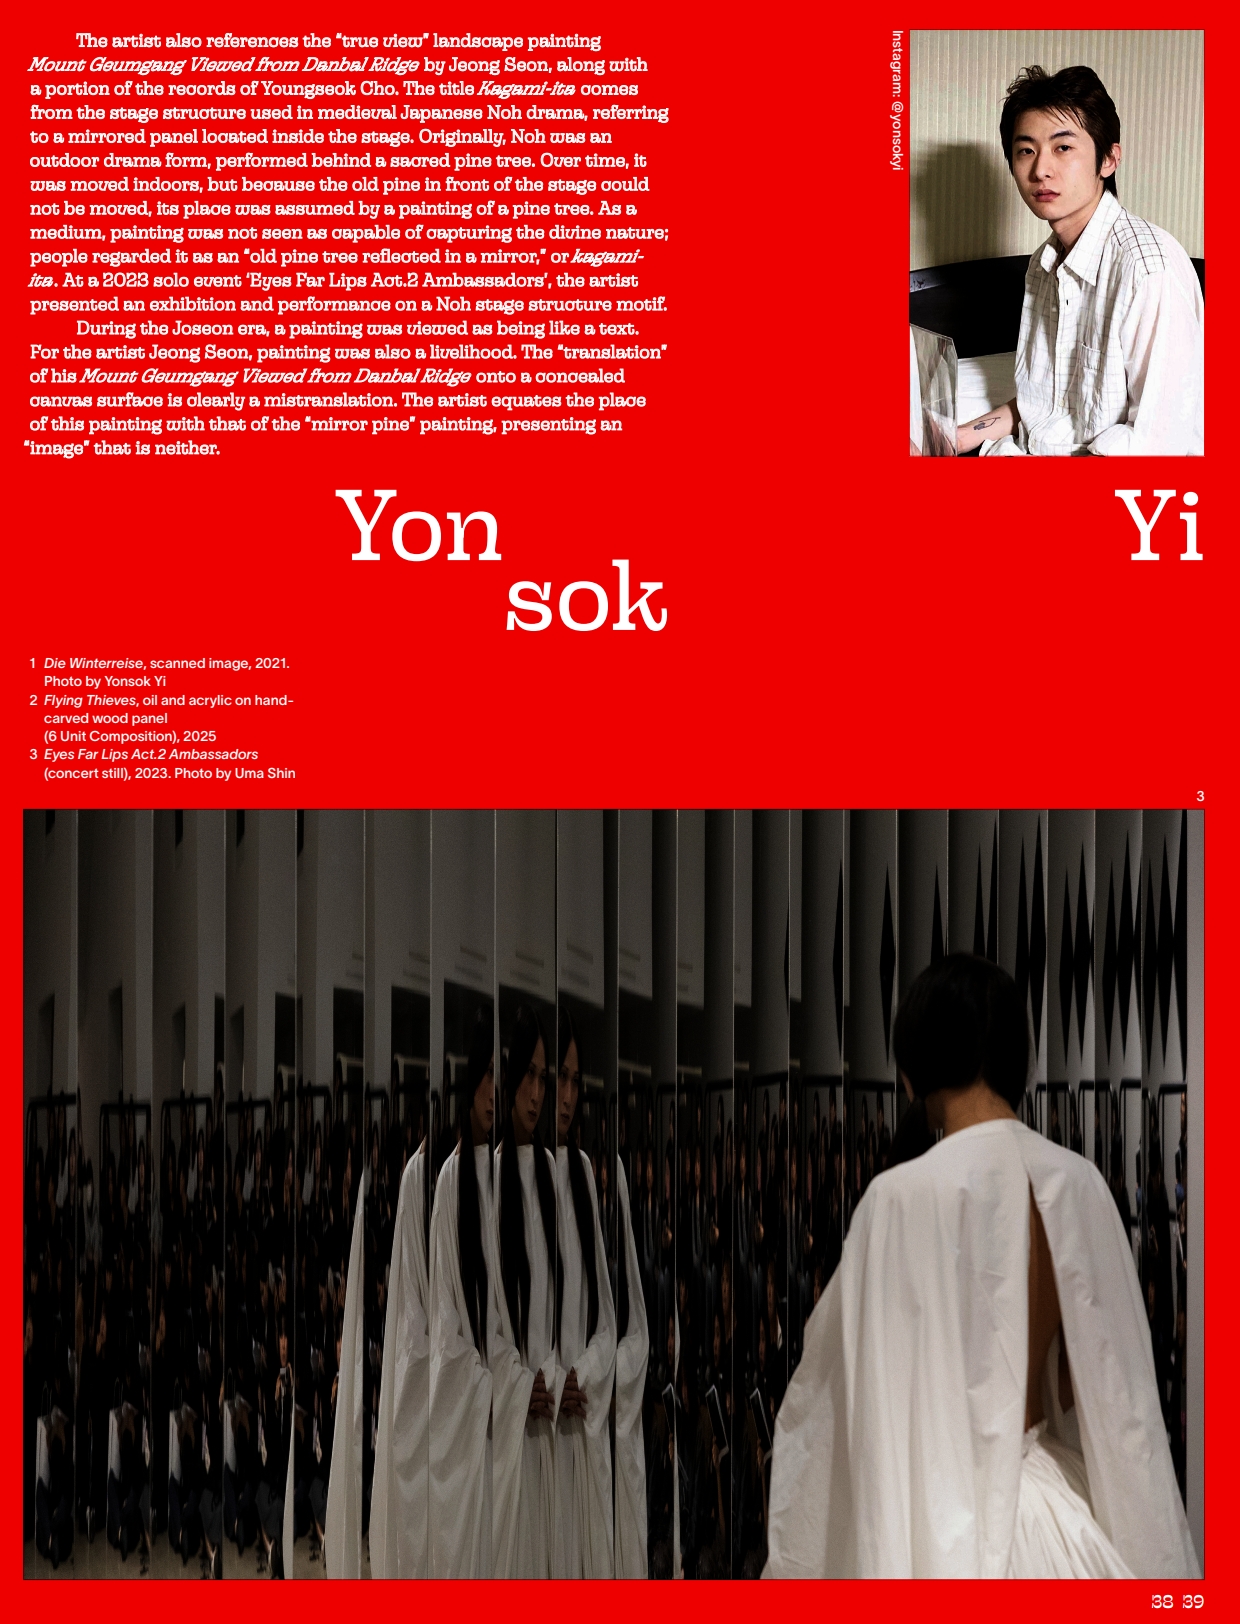 The artist also references the “true view” landscape painting
Mount Geumgang Viewed from Danbal Ridge by Jeong Seon, along with
a portion of the records of Youngseok Cho. The title Kagami-ita comes
from the stage structure used in medieval Japanese Noh drama, referring
to a mirrored panel located inside the stage. Originally, Noh was an
outdoor drama form, performed behind a sacred pine tree. Over time, it
was moved indoors, but because the old pine in front of the stage could
not be moved, its place was assumed by a painting of a pine tree. As a
medium, painting was not seen as capable of capturing the divine nature;
people regarded it as an “old pine tree reflected in a mirror,” or kagami-
ita. At a 2023 solo event ‘Eyes Far Lips Act.2 Ambassadors’, the artist
presented an exhibition and performance on a Noh stage structure motif.
During the Joseon era, a painting was viewed as being like a text.
For the artist Jeong Seon, painting was also a livelihood. The “translation”
of his Mount Geumgang Viewed from Danbal Ridge onto a concealed
canvas surface is clearly a mistranslation. The artist equates the place
of this painting with that of the “mirror pine” painting, presenting an
“image” that is neither.
Instagram: @yonsokyi
Yon
sok
Yi
1 Die Winterreise, scanned image, 2021.
Photo by Yonsok Yi
2 Flying Thieves, oil and acrylic on hand-
carved wood panel
(6 Unit Composition), 2025
3 Eyes Far Lips Act.2 Ambassadors
(concert still), 2023. Photo by Uma Shin
3
38 39